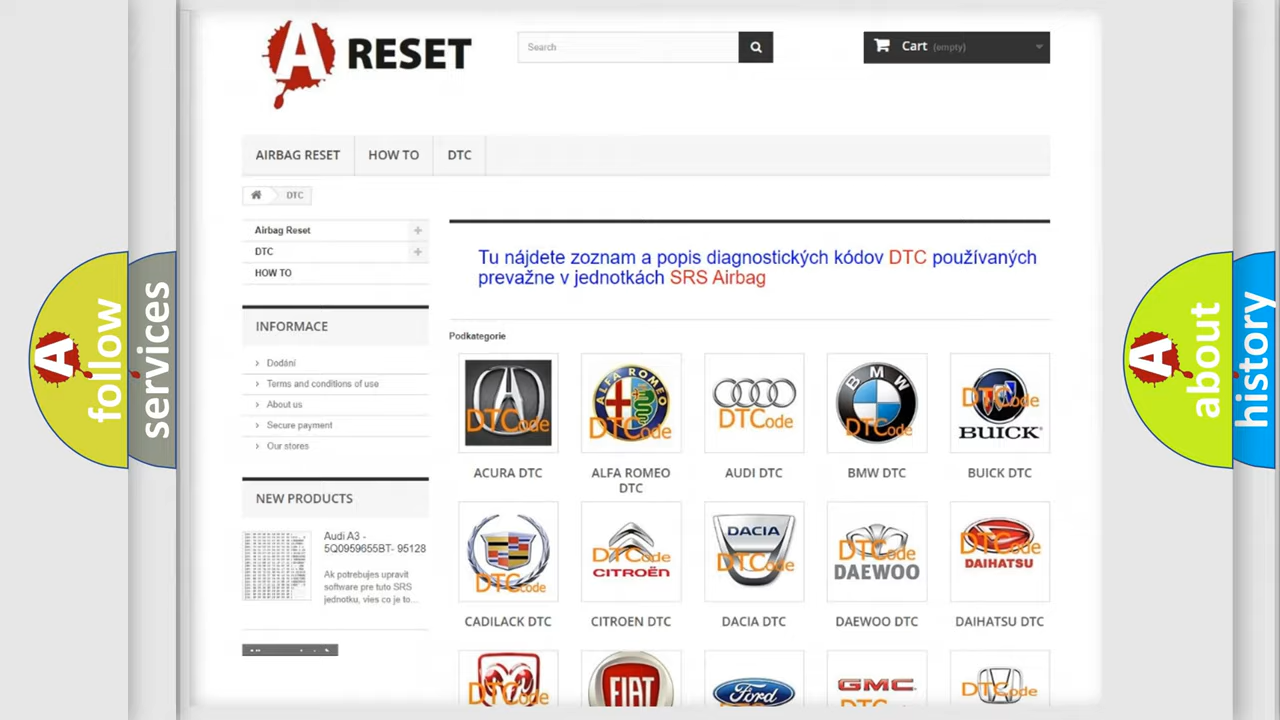 A RESET
Search
Cart (empty)
AIRBAG RESET
HOW TO
DTC
DTC
Airbag Reset
DTC
HOW TO
INFORMACE
Dodání
Terms and conditions of use
About us
Secure payment
Our stores
NEW PRODUCTS
Audi A3 -
5Q0959655BT- 95128
Ak potrebujes upravit
software pre tuto SRS
jednotku, vies co je to...
Tu nájdete zoznam a popis diagnostických kódov DTC používaných
prevažne v jednotkách SRS Airbag
Podkategorie
DTCode
ALFA ROMEO
DTCode
DTCode
BMW
DTCode
DTCode
BUICK
ACURA DTC
ALFA ROMEO
DTC
AUDI DTC
BMW DTC
BUICK DTC
DTCode
DTCode
CITROËN
DACIA
DTCode
DTCode
DAEWOO
DTCode
DAIHATSU
CADILACK DTC
CITROEN DTC
DACIA DTC
DAEWOO DTC
DAIHATSU DTC
DTCode
FIAT
Ford
GMC
DTCode
A follow
services
A about
history